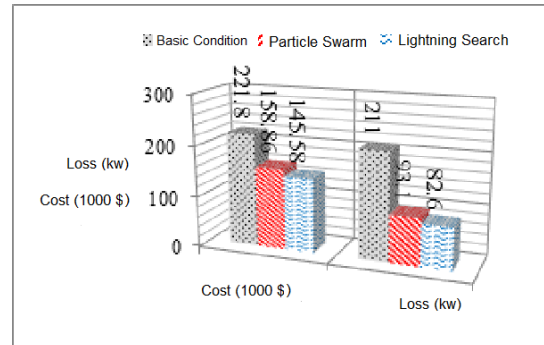 Basic Condition Particle Swarm Lightning Search
300
200
100
0
Loss (kw)
Cost (1000 $)
221.8
158.86
145.58
211
93.
82.6
Cost (1000 $)
Loss (kw)